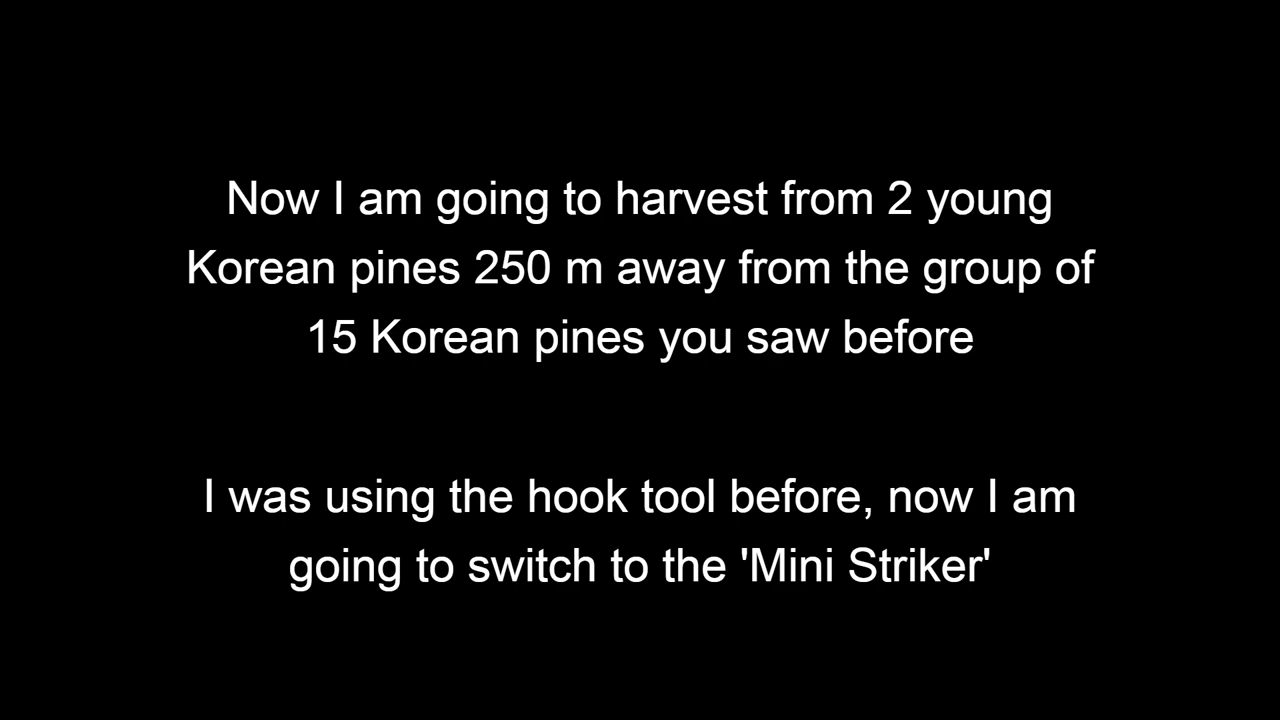 Now I am going to harvest from 2 young
Korean pines 250 m away from the group of
15 Korean pines you saw before
I was using the hook tool before, now I am
going to switch to the 'Mini Striker'